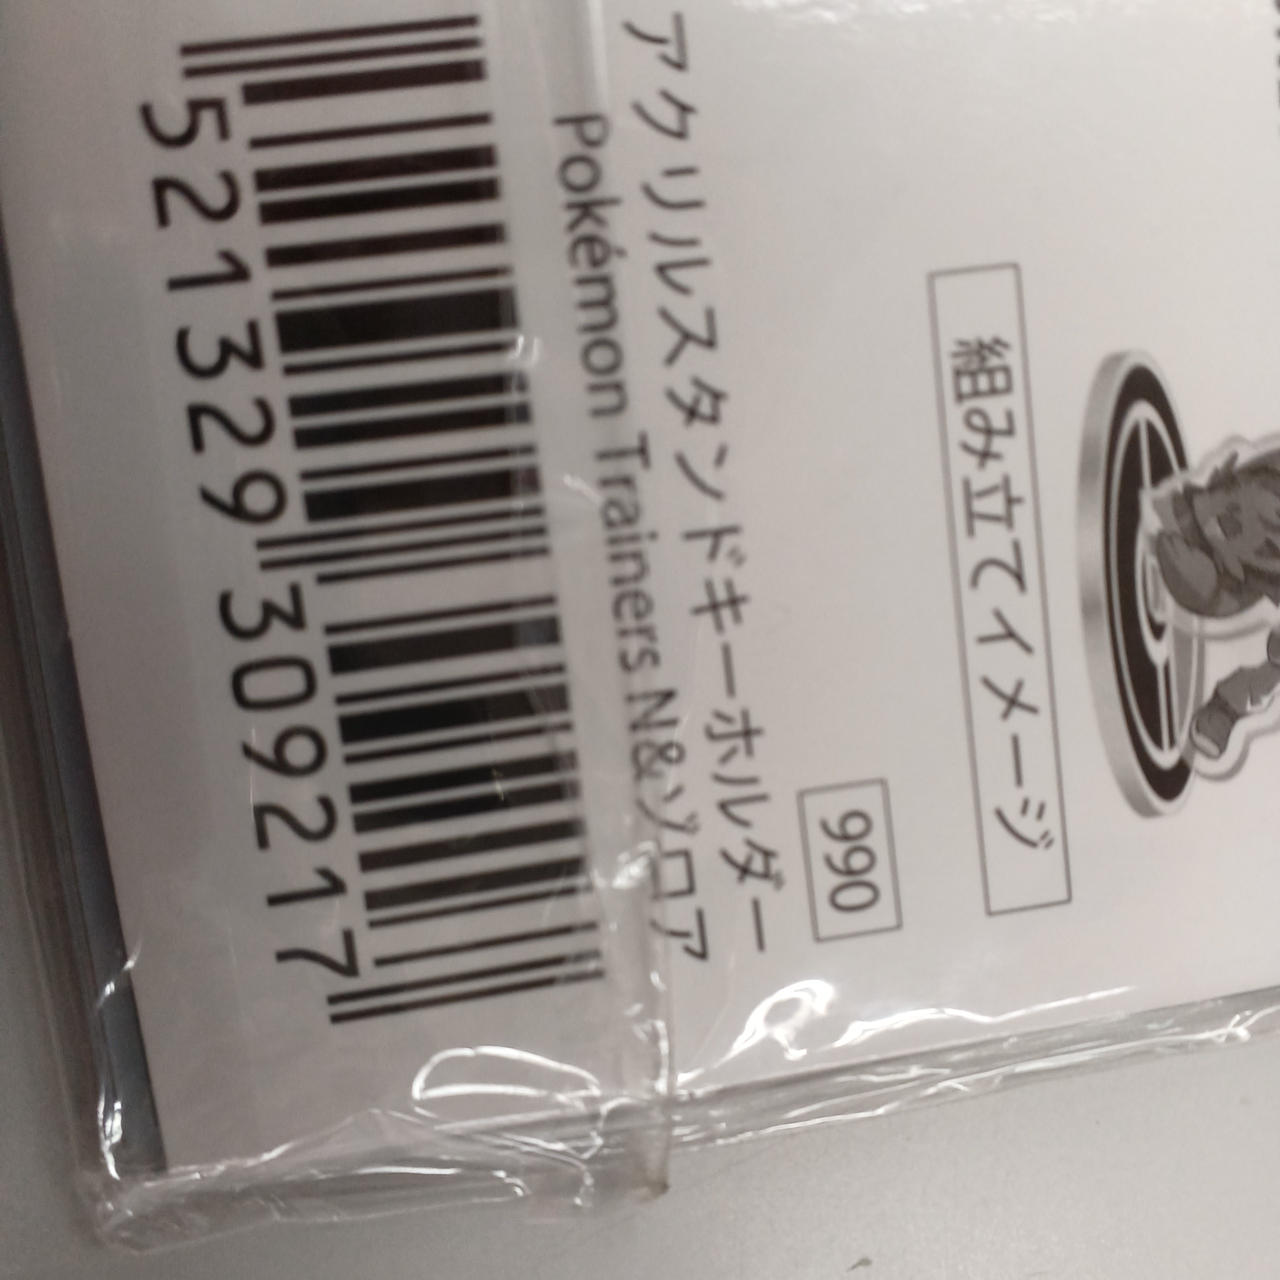 組み立てイメージ
990
アクリルスタンドキーホルダー
Pokémon Trainers N&ゾロア
521329 309217